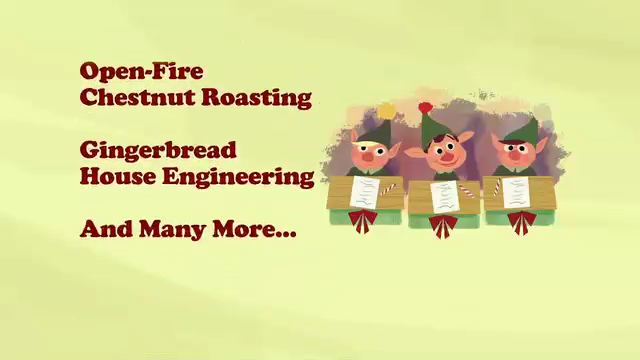 Open-Fire
Chestnut Roasting
Gingerbread
House Engineering
And Many More...